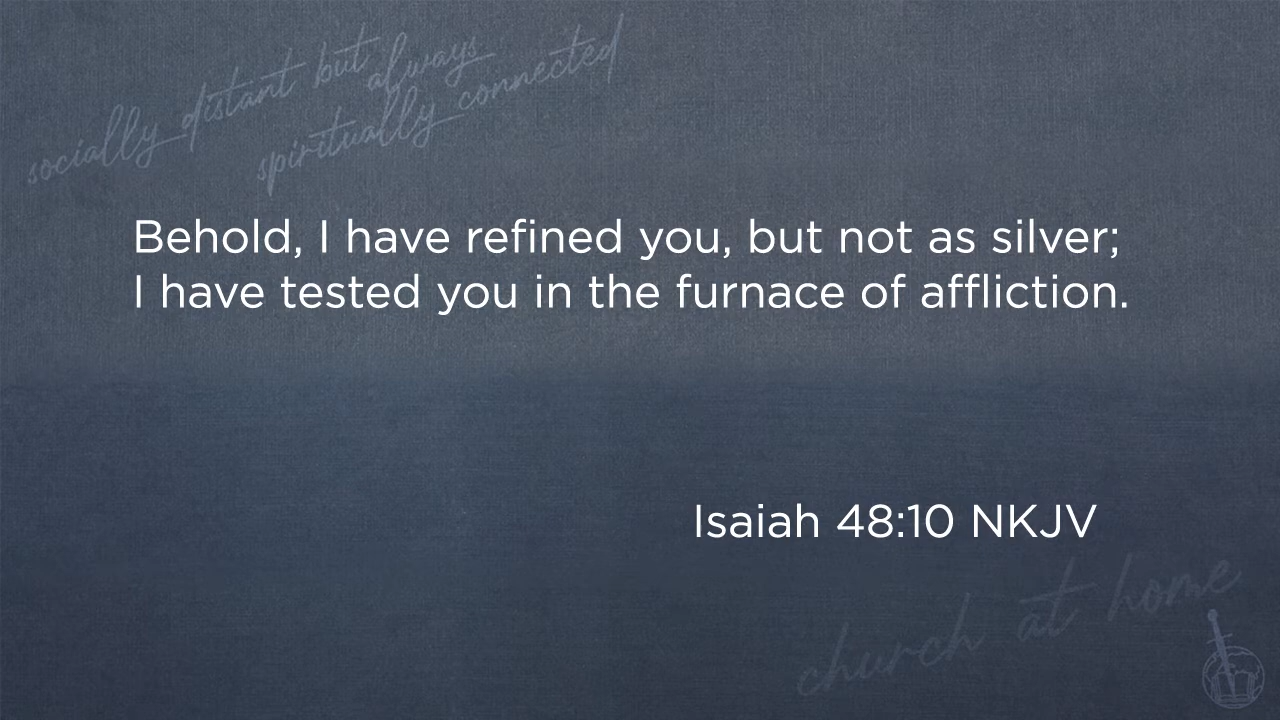 socially distant but always
spiritually connected
Behold, I have refined you, but not as silver;
I have tested you in the furnace of affliction.
Isaiah 48:10 NKJV
church at home